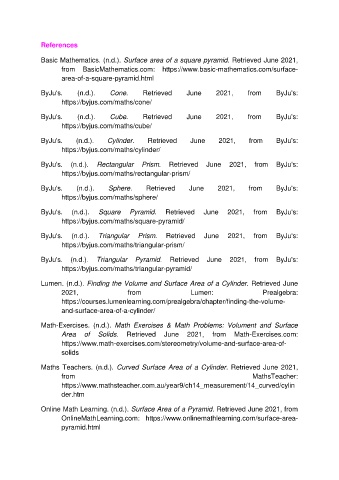 References
Basic Mathematics. (n.d.). Surface area of a square pyramid. Retrieved June 2021,
from BasicMathematics.com: https://www.basic-mathematics.com/surface-
area-of-a-square-pyramid.html
ByJu's. (n.d.). Cone. Retrieved June 2021, from ByJu's:
https://byjus.com/maths/cone/
ByJu's. (n.d.). Cube. Retrieved June 2021, from ByJu's:
https://byjus.com/maths/cube/
ByJu's. (n.d.). Cylinder. Retrieved June 2021, from ByJu's:
https://byjus.com/maths/cylinder/
ByJu's. (n.d.). Rectangular Prism. Retrieved June 2021, from ByJu's:
https://byjus.com/maths/rectangular-prism/
ByJu's. (n.d.). Sphere. Retrieved June 2021, from ByJu's:
https://byjus.com/maths/sphere/
ByJu's. (n.d.). Square Pyramid. Retrieved June 2021, from ByJu's:
https://byjus.com/maths/square-pyramid/
ByJu's. (n.d.). Triangular Prism. Retrieved June 2021, from ByJu's:
https://byjus.com/maths/triangular-prism/
ByJu's. (n.d.). Triangular Pyramid. Retrieved June 2021, from ByJu's:
https://byjus.com/maths/triangular-pyramid/
Lumen. (n.d.). Finding the Volume and Surface Area of a Cylinder. Retrieved June
2021, from Lumen: Prealgebra:
https://courses.lumenlearning.com/prealgebra/chapter/finding-the-volume-
and-surface-area-of-a-cylinder/
Math-Exercises. (n.d.). Math Exercises & Math Problems: Volument and Surface
Area of Solids. Retrieved June 2021, from Math-Exercises.com:
https://www.math-exercises.com/stereometry/volume-and-surface-area-of-
solids
Maths Teachers. (n.d.). Curved Surface Area of a Cylinder. Retrieved June 2021,
from MathsTeacher:
https://www.mathsteacher.com.au/year9/ch14_measurement/14_curved/cylin
der.htm
Online Math Learning. (n.d.). Surface Area of a Pyramid. Retrieved June 2021, from
OnlineMathLearning.com: https://www.onlinemathlearning.com/surface-area-
pyramid.html